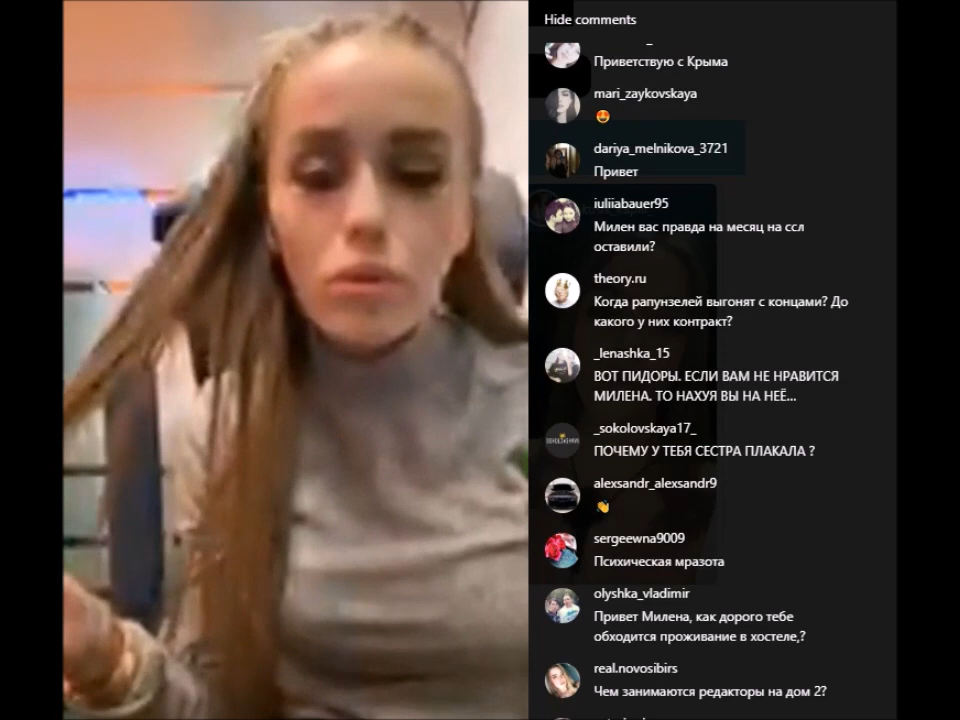 Hide comments
Приветствую с Крыма
mari_zaykovskaya
😍
dariya_melnikova_3721
Привет
iuliiabauer95
Милен вас правда на месяц на ссл
оставили?
theory.ru
Когда рапунзелей выгонят с концами? До
какого у них контракт?
_lenashka_15
ВОТ ПИДОРЫ. ЕСЛИ ВАМ НЕ НРАВИТСЯ
МИЛЕНА. ТО НАХУЯ ВЫ НА НЕЁ...
_sokolovskaya17_
ПОЧЕМУ У ТЕБЯ СЕСТРА ПЛАКАЛА ?
alexsandr_alexsandr9
👏
sergeewna9009
Психическая мразота
olyshka_vladimir
Привет Милена, как дорого тебе
обходится проживание в хостеле,?
real.novosibirs
Чем занимаются редакторы на дом 2?